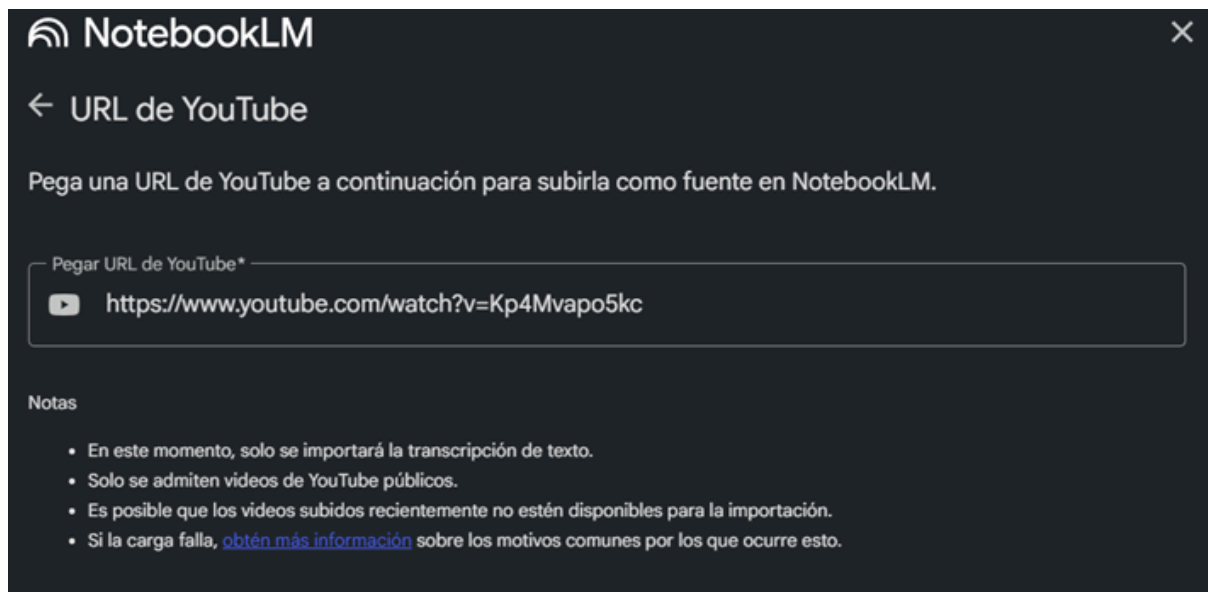 NotebookLM
URL de YouTube
Pega una URL de YouTube a continuación para subirla como fuente en NotebookLM.
Pegar URL de YouTube*
https://www.youtube.com/watch?v=Kp4Mvapo5kc
Notas
• En este momento, solo se importará la transcripción de texto.
• Solo se admiten videos de YouTube públicos.
• Es posible que los videos subidos recientemente no estén disponibles para la importación.
• Si la carga falla, obtén más información sobre los motivos comunes por los que ocurre esto.